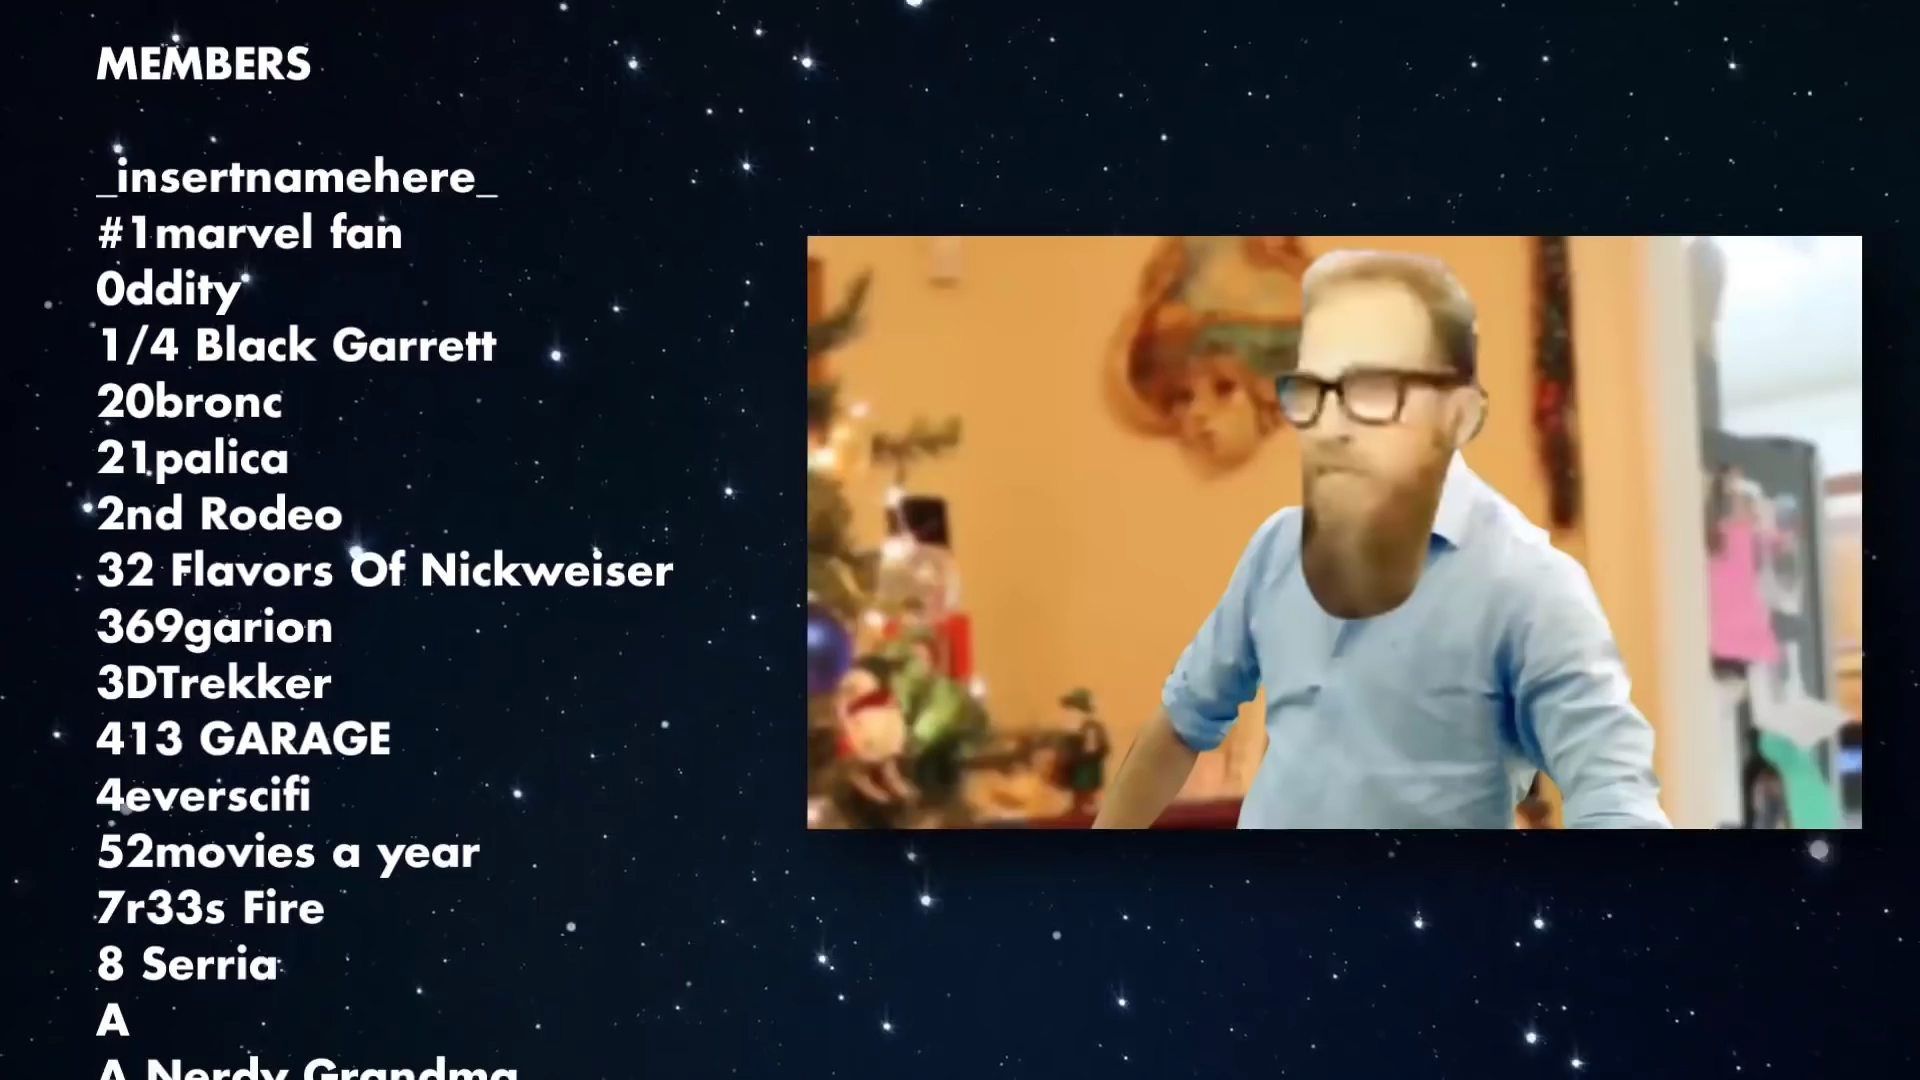 MEMBERS
_insertnamehere_
#1marvel fan
0ddity
1/4 Black Garrett
20bronc
21palica
2nd Rodeo
32 Flavors Of Nickweiser
369garion
3DTrekker
413 GARAGE
4everscifi
52movies a year
7r33s Fire
8 Serria
A
A Nerdy Grandma